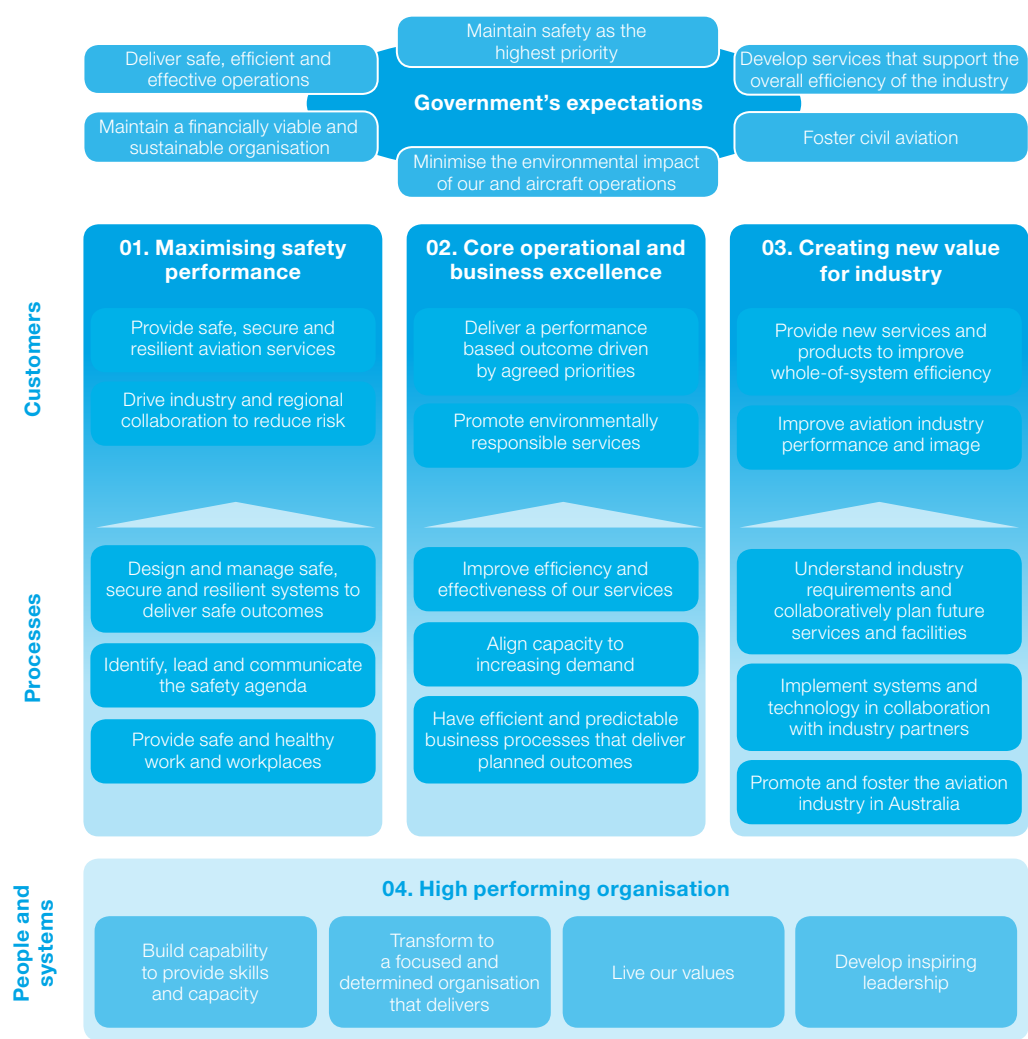 Maintain safety as the
highest priority
Deliver safe, efficient and
effective operations
Develop services that support the
overall efficiency of the industry
Government's expectations
Maintain a financially viable and
sustainable organisation
Foster civil aviation
Minimise the environmental impact
of our and aircraft operations
Customers
01. Maximising safety
performance
Provide safe, secure and
resilient aviation services
Drive industry and regional
collaboration to reduce risk
02. Core operational and
business excellence
Deliver a performance
based outcome driven
by agreed priorities
Promote environmentally
responsible services
03. Creating new value
for industry
Provide new services and
products to improve
whole-of-system efficiency
Improve aviation industry
performance and image
Processes
Design and manage safe,
secure and resilient systems to
deliver safe outcomes
Identify, lead and communicate
the safety agenda
Provide safe and healthy
work and workplaces
Improve efficiency and
effectiveness of our services
Align capacity to
increasing demand
Have efficient and predictable
business processes that deliver
planned outcomes
Understand industry
requirements and
collaboratively plan future
services and facilities
Implement systems and
technology in collaboration
with industry partners
Promote and foster the aviation
industry in Australia
People and
systems
04. High performing organisation
Build capability
to provide skills
and capacity
Transform to
a focused and
determined organisation
that delivers
Live our values
Develop inspiring
leadership